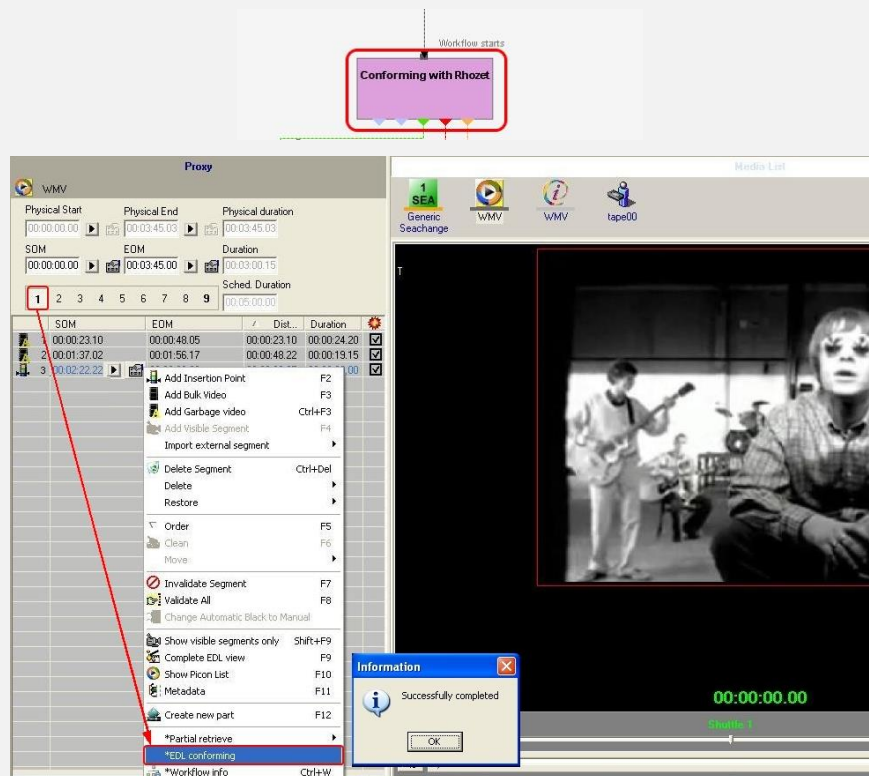 Workflow starts
Conforming with Rhozet
Proxy
WMV
Physical Start Physical End Physical duration
00:00:00.00 00:03:45.03 00:03:45.03
SOM EOM Duration
00:00:00.00 00:03:45.00 00:03:00.15
Sched. Duration
1 2 3 4 5 6 7 8 9 00:05:00.00
SOM EOM Dist... Duration
1 00:00:23.10 00:00:48.05 00:00:23.10 00:00:24.20
2 00:01:37.02 00:01:56.17 00:00:48.22 00:00:19.15
3 00:02:22.22
Add Insertion Point F2
Add Bulk Video F3
Add Garbage video Ctrl+F3
Add Visible Segment F4
Import external segment
Delete Segment Ctrl+Del
Delete
Restore
Order F5
Clean F6
Move
Invalidate Segment F7
Validate All F8
Change Automatic Black to Manual
Show visible segments only Shift+F9
Complete EDL view F9
Show Picon List F10
Metadata F11
Create new part F12
*Partial retrieve
*EDL conforming
*Workflow info Ctrl+W
Information
Successfully completed
OK
Media List
1
SEA
Generic Seachange
WMV
WMV
tape00
T
00:00:00.00
Shuttle 1